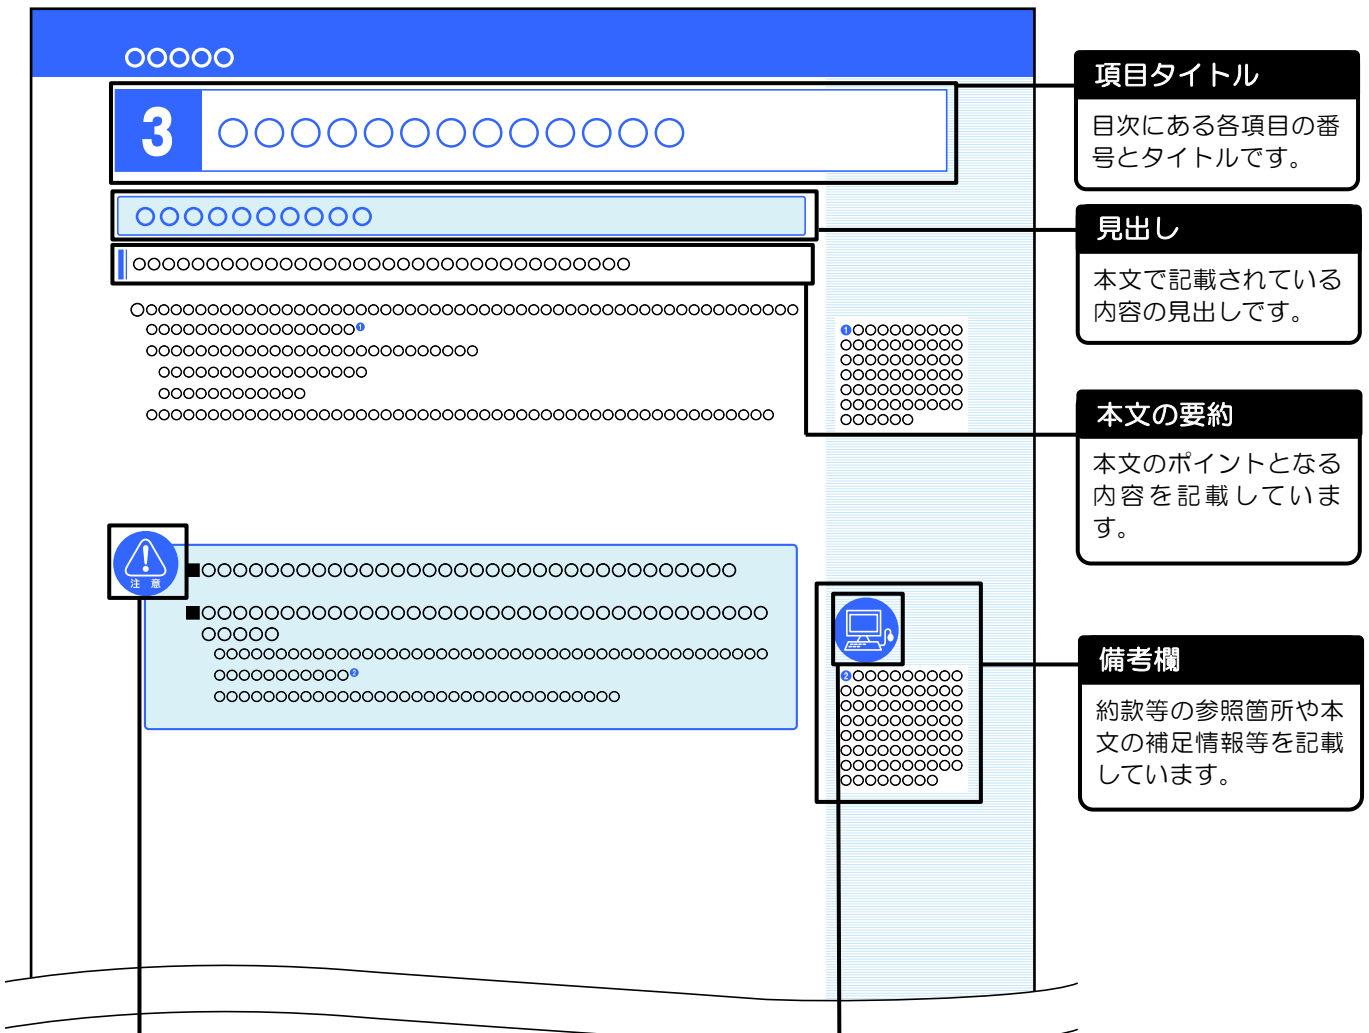 3
項目タイトル
目次にある各項目の番
号とタイトルです。
見出し
本文で記載されている
内容の見出しです。
❶
❶
本文の要約
本文のポイントとなる
内容を記載していま
す。
注 意
❷
❷
備考欄
約款等の参照箇所や本
文の補足情報等を記載
しています。